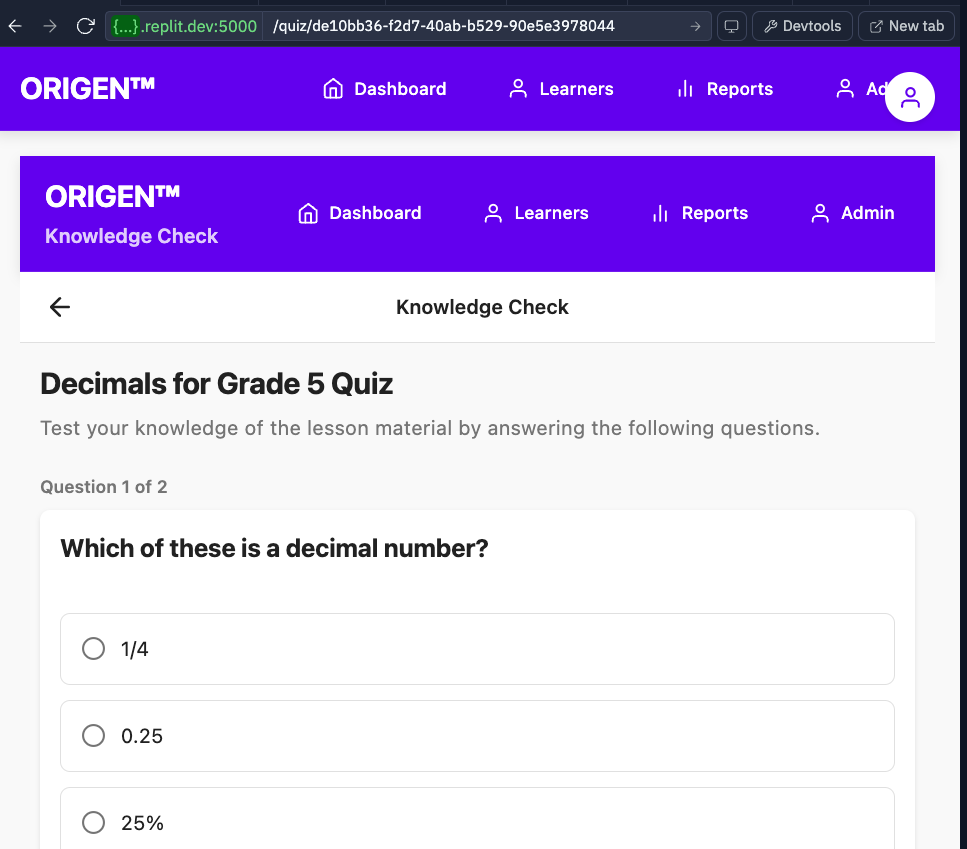 {...}.replit.dev:5000 /quiz/de10bb36-f2d7-40ab-b529-90e5e3978044 Devtools New tab
ORIGEN™ Dashboard Learners Reports
ORIGEN™ Dashboard Learners Reports Admin
Knowledge Check
Knowledge Check
Decimals for Grade 5 Quiz
Test your knowledge of the lesson material by answering the following questions.
Question 1 of 2
Which of these is a decimal number?
1/4
0.25
25%